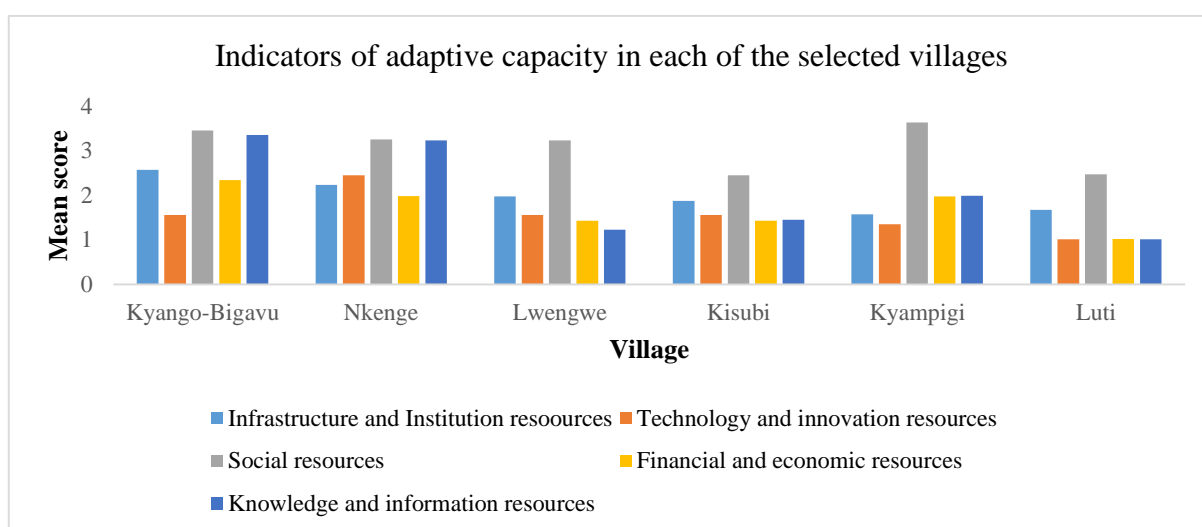 Indicators of adaptive capacity in each of the selected villages
4
3
2
1
0
Mean score
Kyango-Bigavu Nkenge Lwengwe Kisubi Kyampigi Luti
Village
Infrastructure and Institution resoources Technology and innovation resources
Social resources Financial and economic resources
Knowledge and information resources